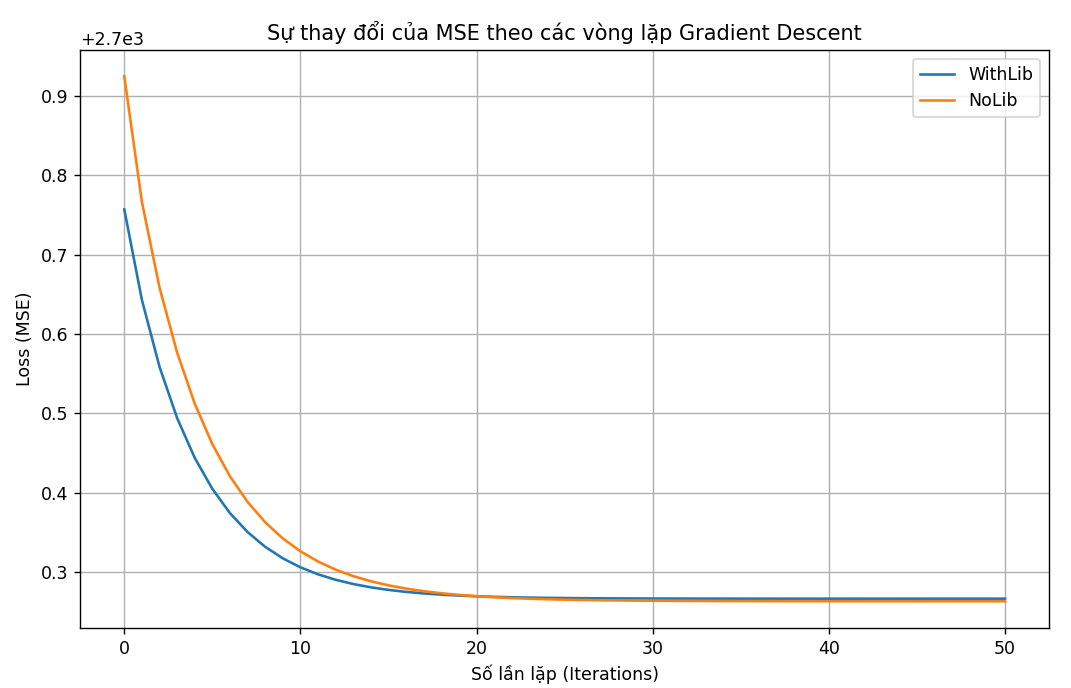 Sự thay đổi của MSE theo các vòng lặp Gradient Descent
+2.7e3
WithLib
NoLib
0.9
0.8
0.7
0.6
0.5
0.4
0.3
Loss (MSE)
0 10 20 30 40 50
Số lần lặp (Iterations)